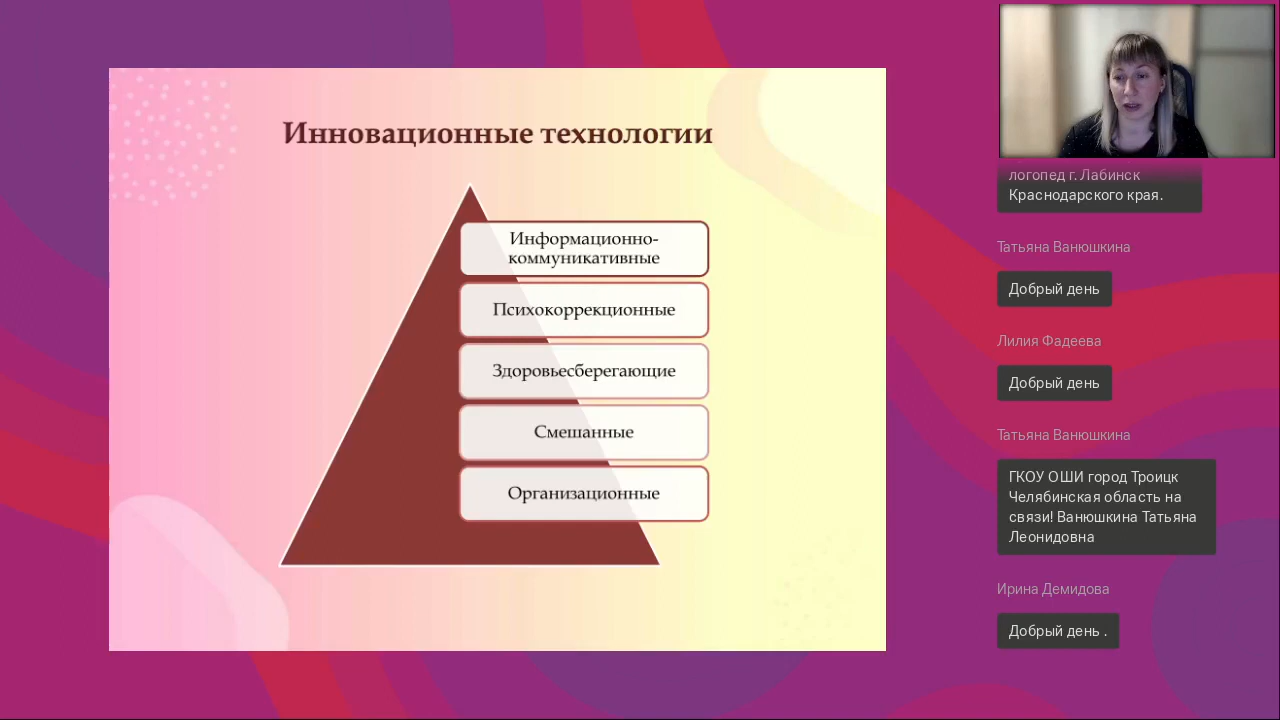 Инновационные технологии
Информационно-
коммуникативные
Психокоррекционные
Здоровьесберегающие
Смешанные
Организационные
логопед г. Лабинск
Краснодарского края.
Татьяна Ванюшкина
Добрый день
Лилия Фадеева
Добрый день
Татьяна Ванюшкина
ГКОУ ОШИ город Троицк
Челябинская область на
связи! Ванюшкина Татьяна
Леонидовна
Ирина Демидова
Добрый день .